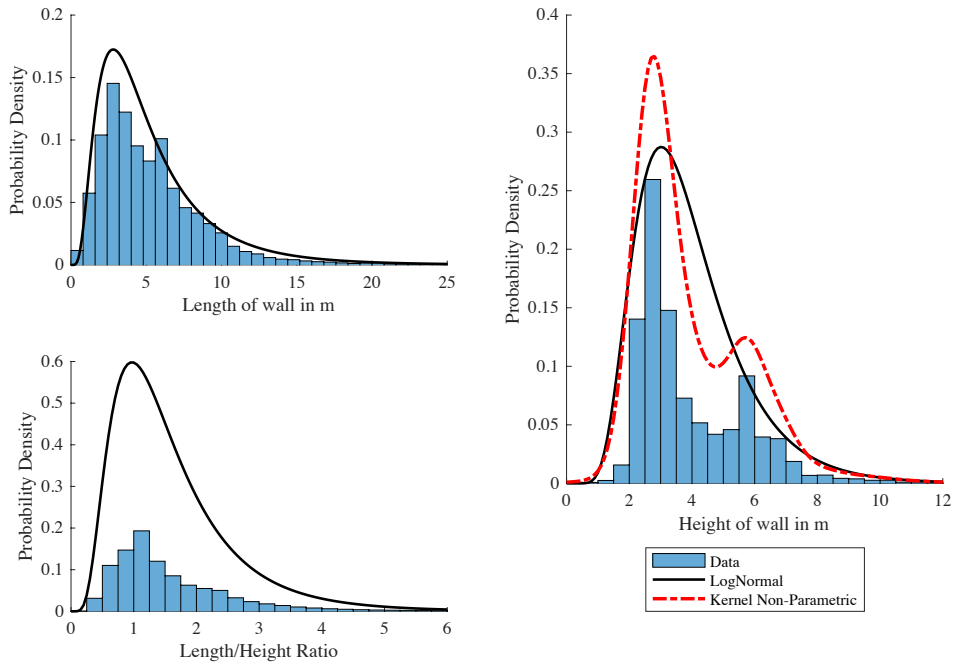 0.2
0.15
0.1
0.05
0
Probability Density
0 5 10 15 20 25
Length of wall in m
0.6
0.5
0.4
0.3
0.2
0.1
0
Probability Density
0 1 2 3 4 5 6
Length/Height Ratio
0.4
0.35
0.3
0.25
0.2
0.15
0.1
0.05
0
Probability Density
0 2 4 6 8 10 12
Height of wall in m
Data
LogNormal
Kernel Non-Parametric